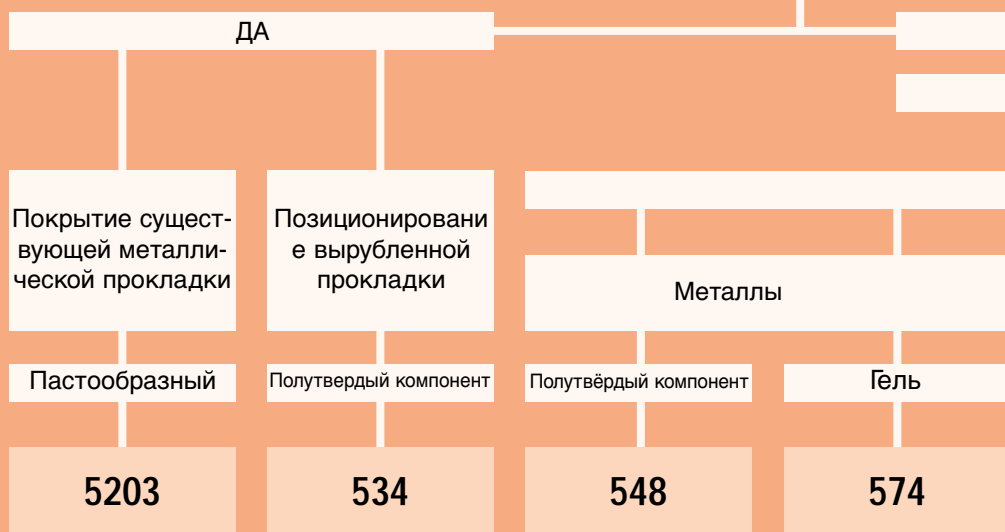 ДА
Покрытие сущест-
вующей металли-
ческой прокладки
Позиционировани
е вырубленной
прокладки
Металлы
Пастообразный
Полутвердый компонент
Полутвёрдый компонент
Гель
5203
534
548
574